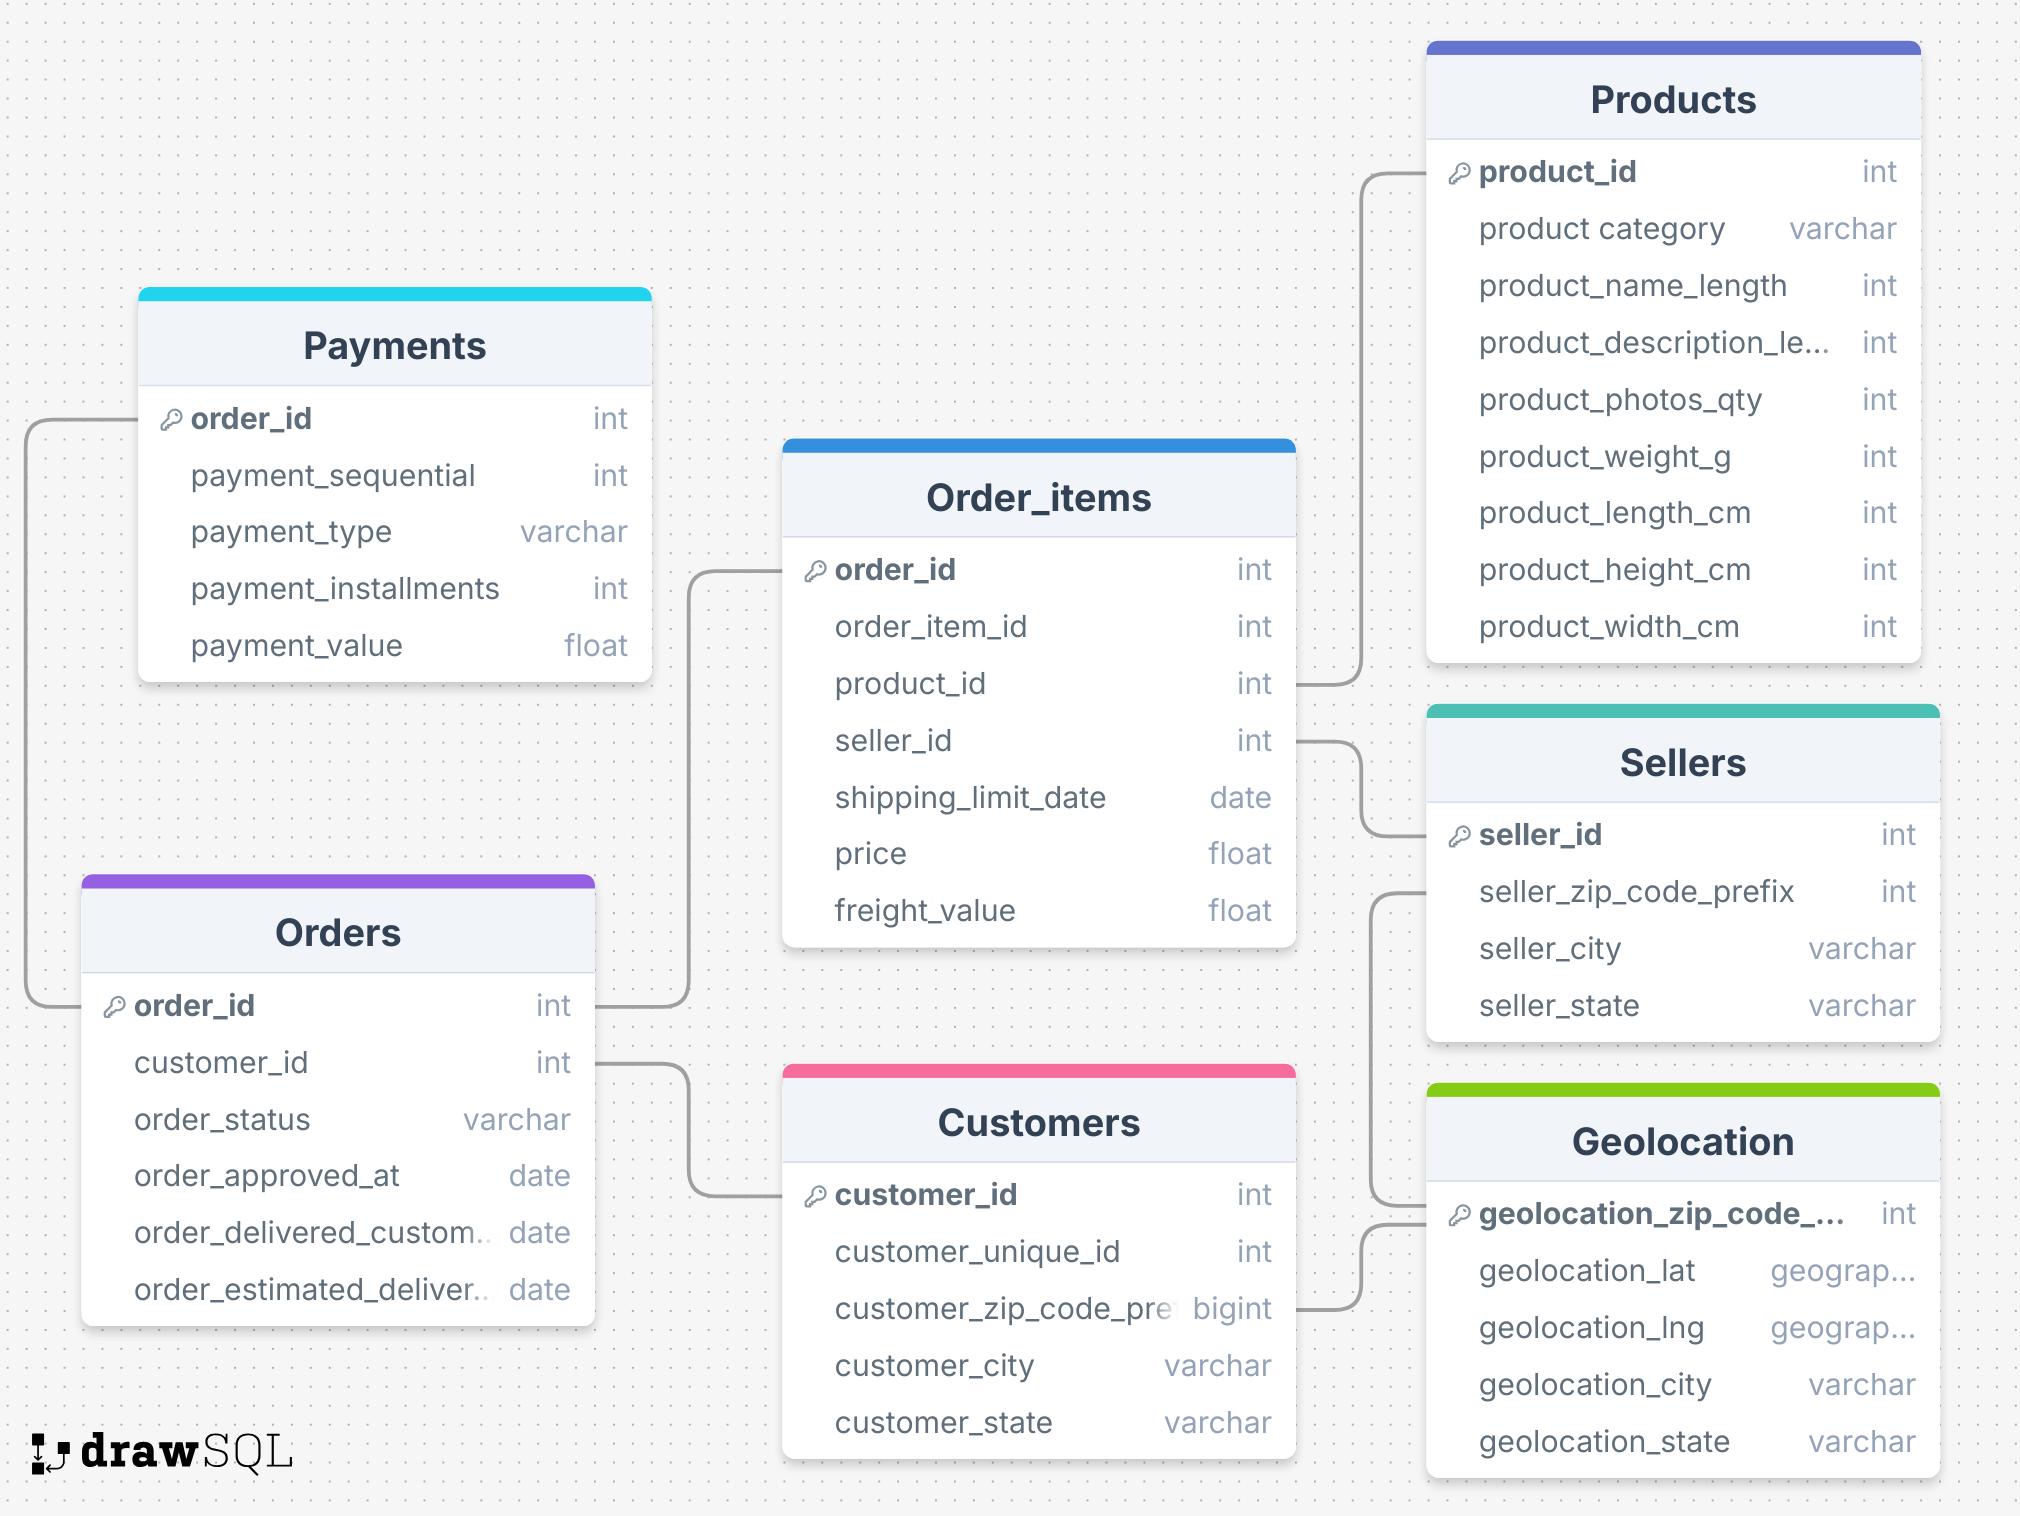 Payments
order_id int
payment_sequential int
payment_type varchar
payment_installments int
payment_value float
Orders
order_id int
customer_id int
order_status varchar
order_approved_at date
order_delivered_custom.. date
order_estimated_deliver.. date
Order_items
order_id int
order_item_id int
product_id int
seller_id int
shipping_limit_date date
price float
freight_value float
Customers
customer_id int
customer_unique_id int
customer_zip_code_pre bigint
customer_city varchar
customer_state varchar
Products
product_id int
product category varchar
product_name_length int
product_description_le... int
product_photos_qty int
product_weight_g int
product_length_cm int
product_height_cm int
product_width_cm int
Sellers
seller_id int
seller_zip_code_prefix int
seller_city varchar
seller_state varchar
Geolocation
geolocation_zip_code_... int
geolocation_lat geograp...
geolocation_lng geograp...
geolocation_city varchar
geolocation_state varchar
drawSQL